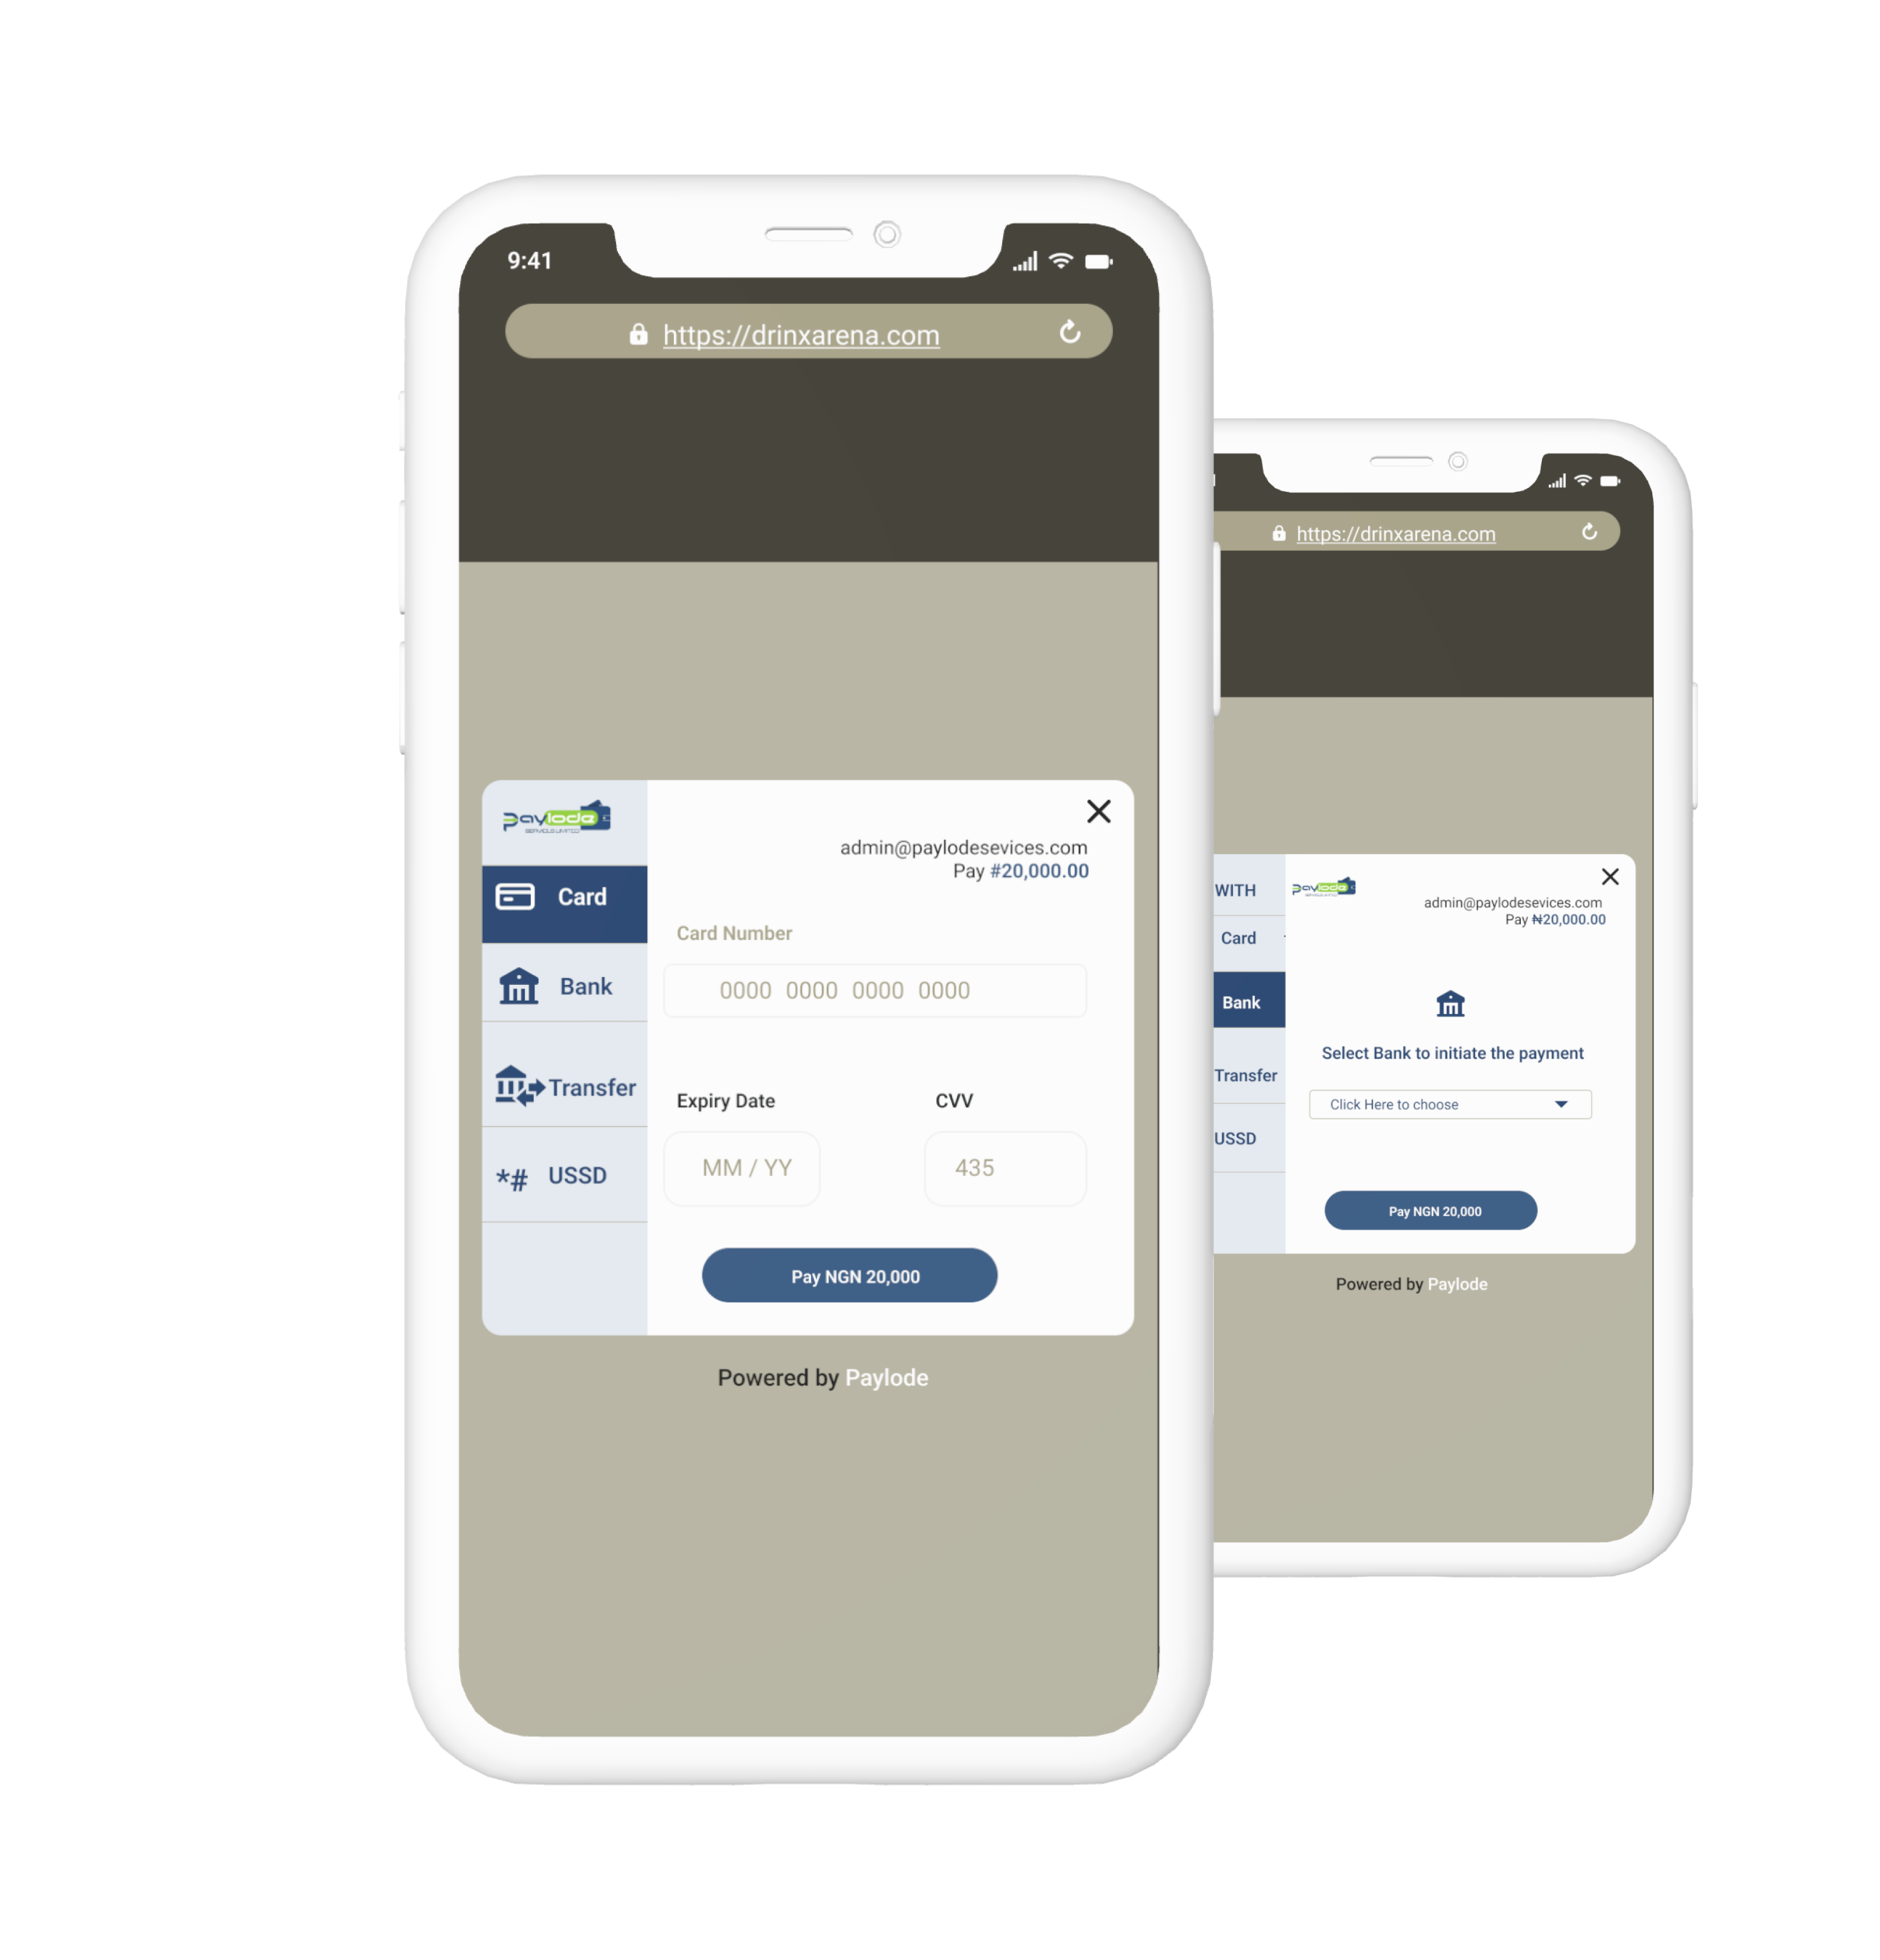 9:41
https://drinxarena.com
paylode
SERVICES LIMITED
admin@paylodesevices.com
Pay #20,000.00
Card
Bank
Transfer
*# USSD
Card Number
0000 0000 0000 0000
Expiry Date CVV
MM / YY 435
Pay NGN 20,000
Powered by Paylode
https://drinxarena.com
WITH
paylode
admin@paylodesevices.com
Pay ₦20,000.00
Card
Bank
Transfer
USSD
Select Bank to initiate the payment
Click Here to choose
Pay NGN 20,000
Powered by Paylode